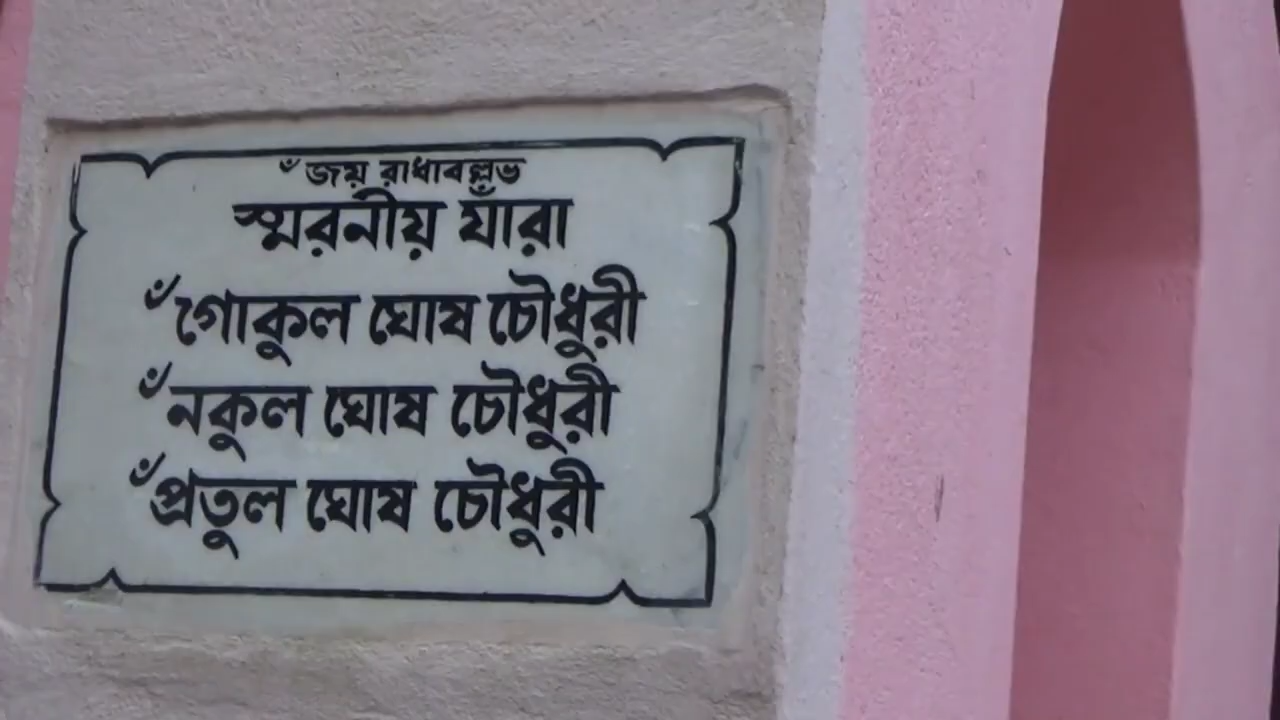 ঁ জয় রাধাবল্লভ
স্মরনীয় যাঁরা
ঁগোকুল ঘোষ চৌধুরী
ঁনকুল ঘোষ চৌধুরী
ঁপ্রতুল ঘোষ চৌধুরী